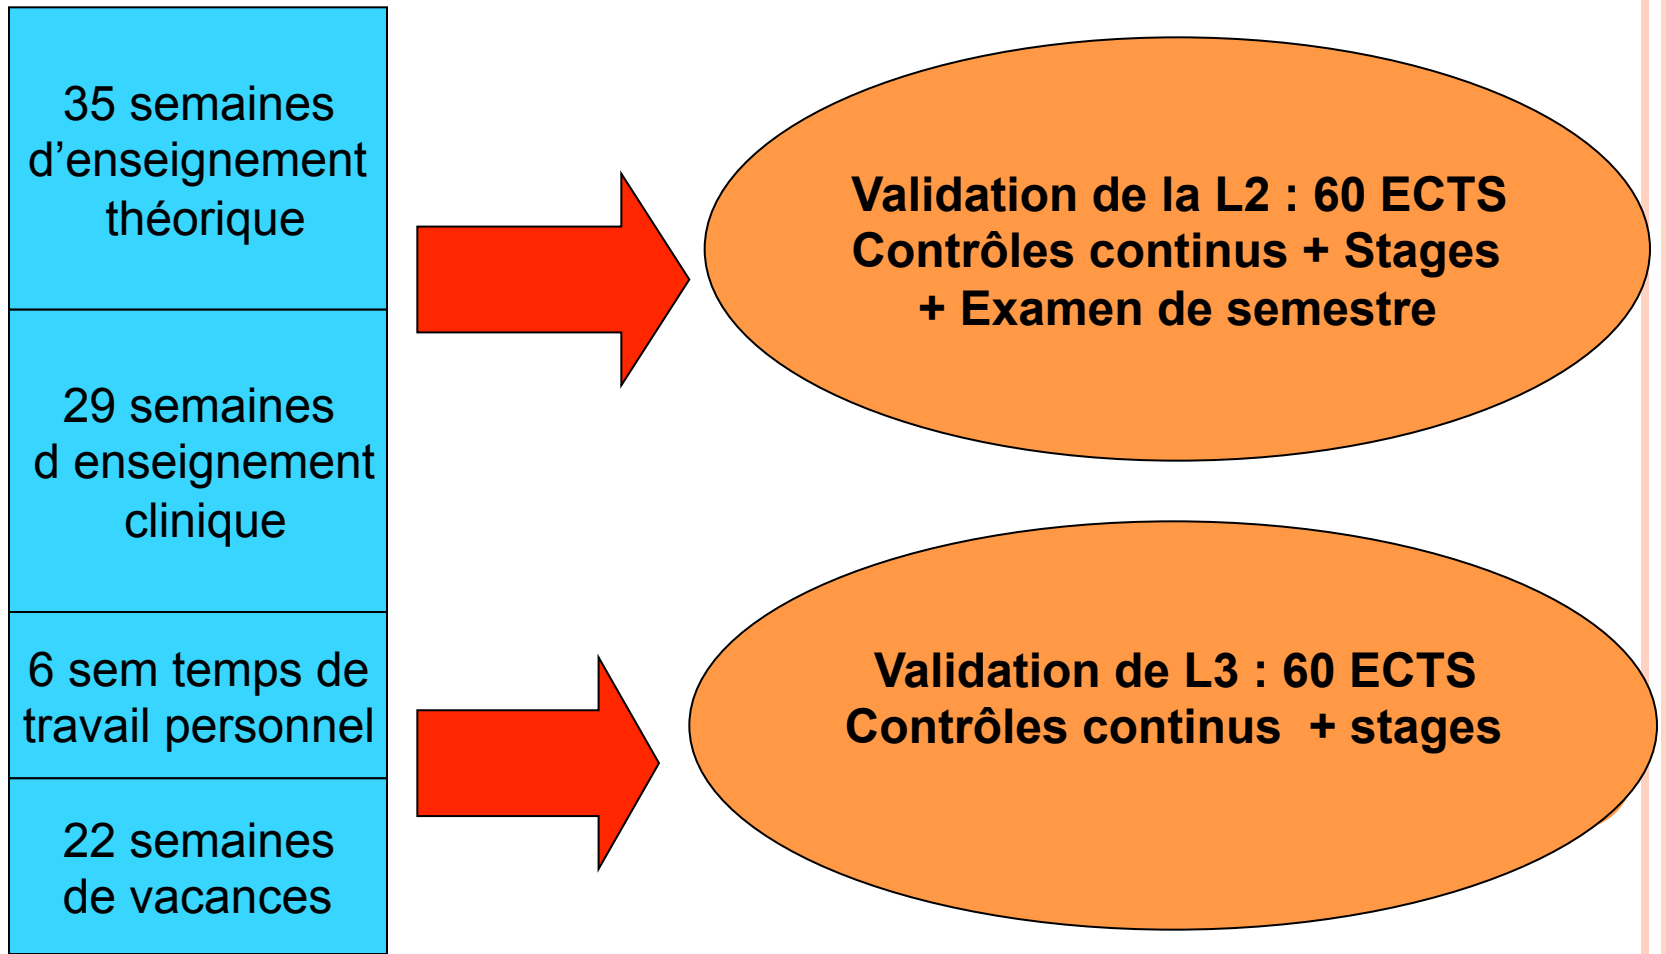 35 semaines
d’enseignement
théorique
29 semaines
d enseignement
clinique
6 sem temps de
travail personnel
22 semaines
de vacances
Validation de la L2 : 60 ECTS
Contrôles continus + Stages
+ Examen de semestre
Validation de L3 : 60 ECTS
Contrôles continus + stages